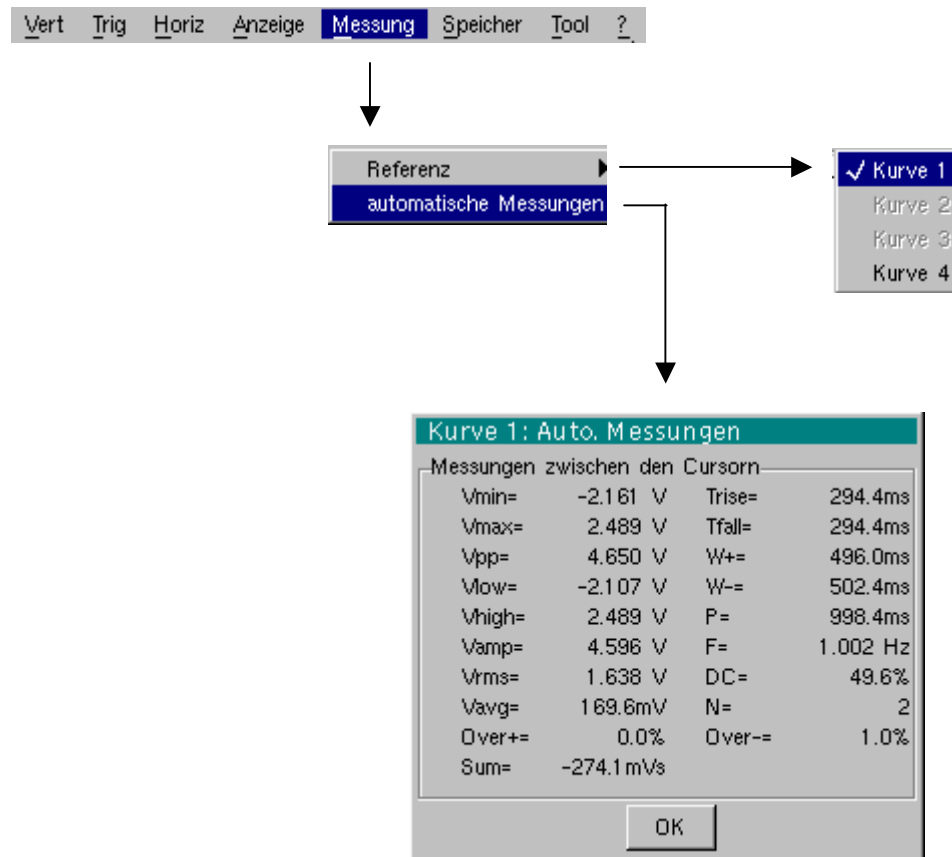 Vert Trig Horiz Anzeige Messung Speicher Tool ?
Referenz
automatische Messungen
Kurve 1
Kurve 2
Kurve 3
Kurve 4
Kurve 1: Auto. Messungen
Messungen zwischen den Cursorn
Vmin= -2.161 V Trise= 294.4ms
Vmax= 2.489 V Tfall= 294.4ms
Vpp= 4.650 V W+= 496.0ms
Vlow= -2.107 V W-= 502.4ms
Vhigh= 2.489 V P= 998.4ms
Vamp= 4.596 V F= 1.002 Hz
Vrms= 1.638 V DC= 49.6%
Vavg= 169.6mV N= 2
Over+= 0.0% Over-= 1.0%
Sum= -274.1mVs
OK